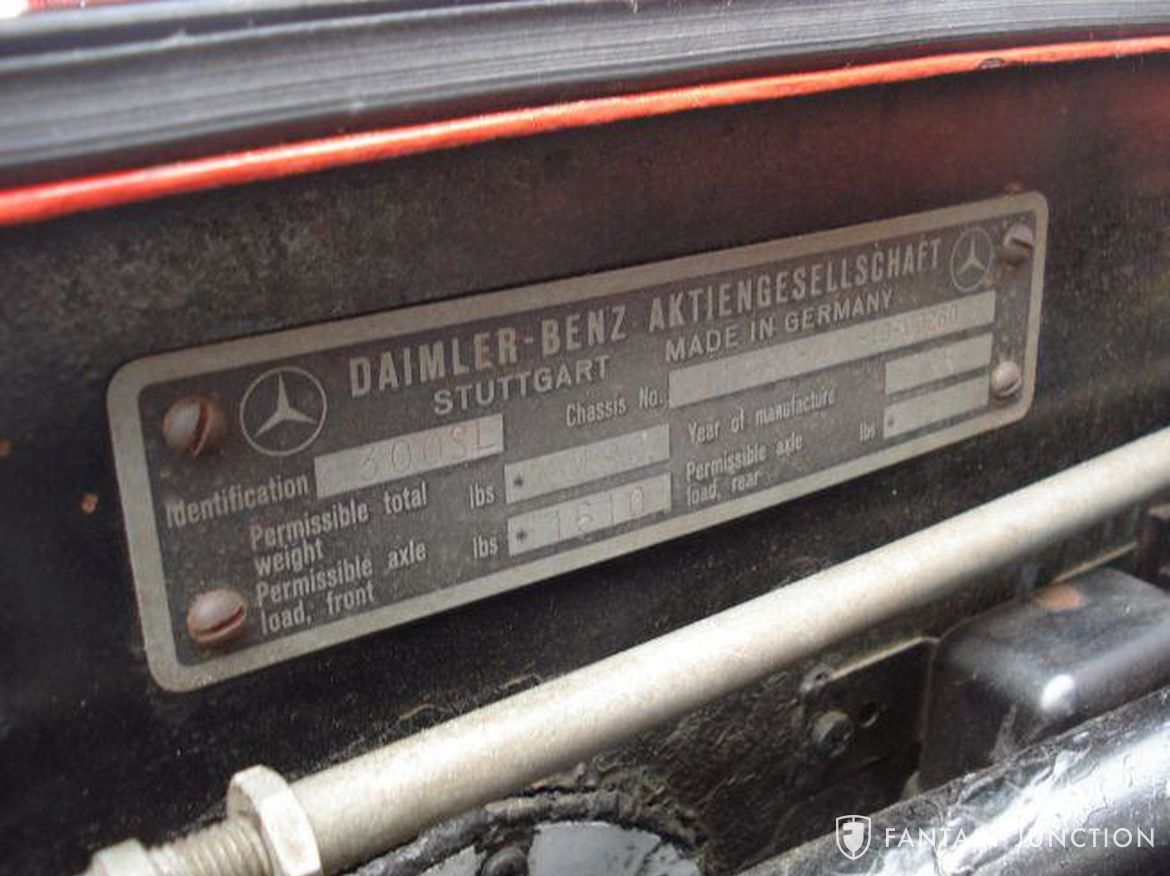 DAIMLER-BENZ AKTIENGESELLSCHAFT
STUTTGART MADE IN GERMANY
Identification 300SL Chassis No.
Permissible total weight lbs * Year of manufacture
Permissible axle load, front lbs * 1610 Permissible axle load, rear lbs *
FANTASY JUNCTION